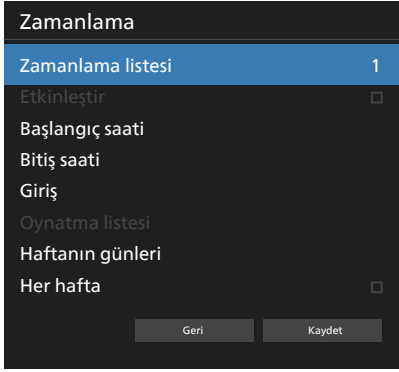 Zamanlama
Zamanlama listesi 1
Etkinleştir
Başlangıç saati
Bitiş saati
Giriş
Oynatma listesi
Haftanın günleri
Her hafta
Geri Kaydet